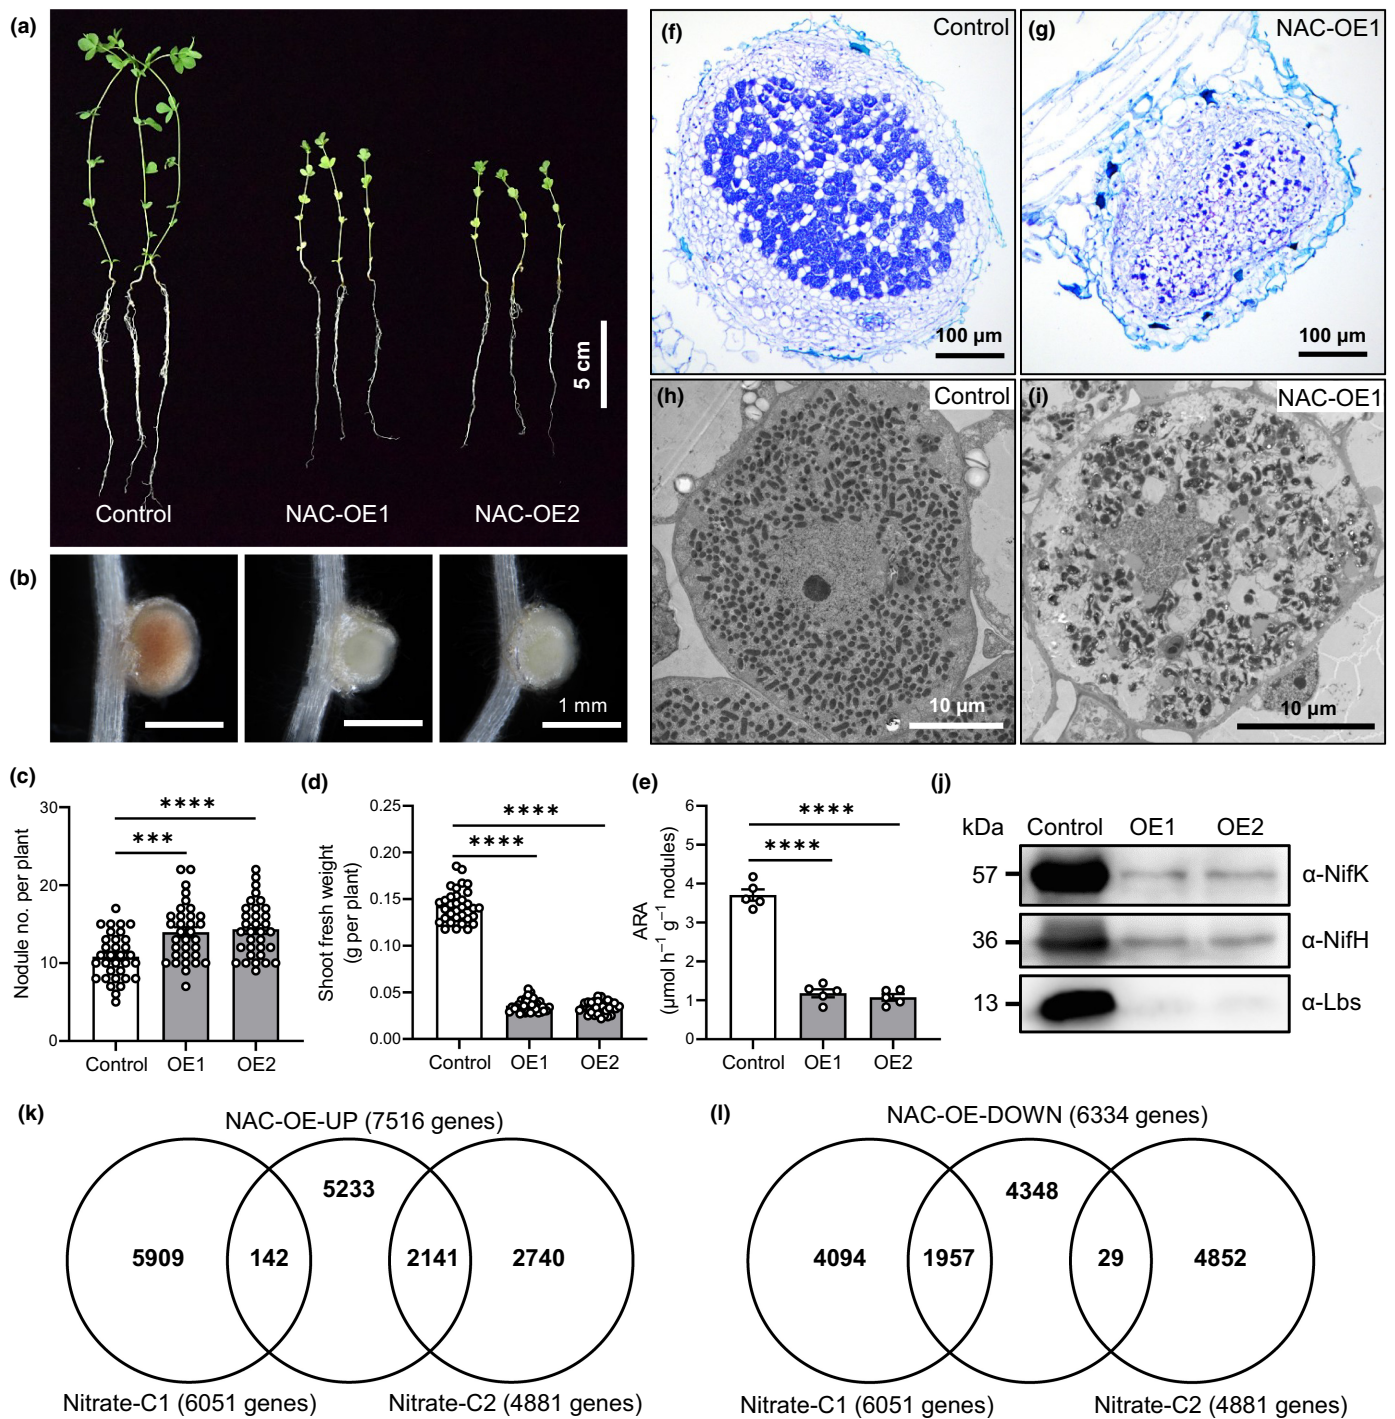 (a)
Control
NAC-OE1
NAC-OE2
5 cm
(b)
1 mm
(f)
Control
100 µm
(g)
NAC-OE1
100 µm
(h)
Control
10 µm
(i)
NAC-OE1
10 µm
(c)
Nodule no. per plant
30
20
10
0
***
****
Control
OE1
OE2
(d)
Shoot fresh weight
(g per plant)
0.25
0.20
0.15
0.10
0.05
0.00
****
****
Control
OE1
OE2
(e)
ARA
(µmol h⁻¹ g⁻¹ nodules)
6
5
4
3
2
1
0
****
****
Control
OE1
OE2
(j)
kDa Control OE1 OE2
57 α-NifK
36 α-NifH
13 α-Lbs
(k)
NAC-OE-UP (7516 genes)
5233
5909 142 2141 2740
Nitrate-C1 (6051 genes) Nitrate-C2 (4881 genes)
(l)
NAC-OE-DOWN (6334 genes)
4348
4094 1957 29 4852
Nitrate-C1 (6051 genes) Nitrate-C2 (4881 genes)